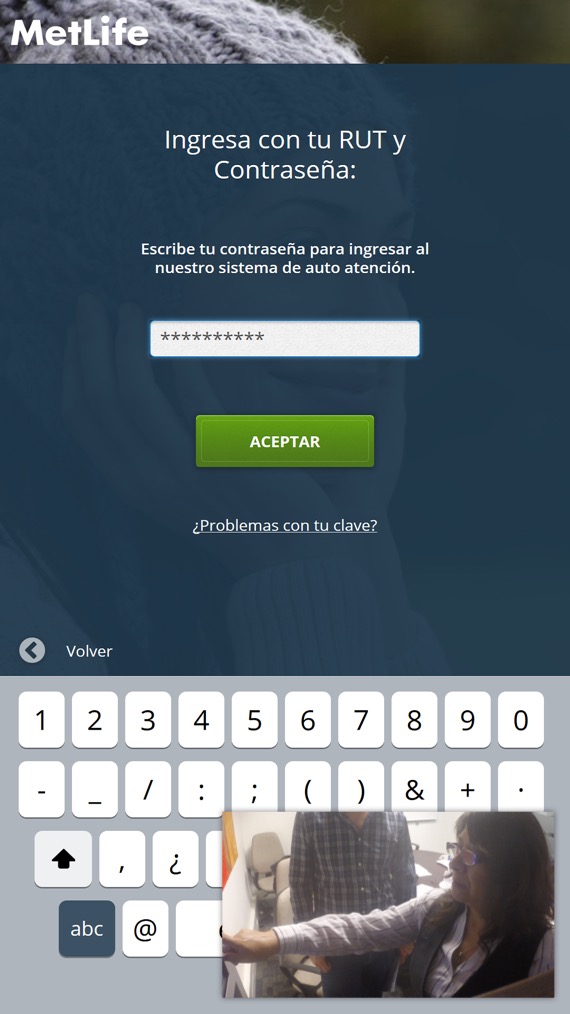 MetLife
Ingresa con tu RUT y
Contraseña:
Escribe tu contraseña para ingresar al
nuestro sistema de auto atención.
**********
ACEPTAR
¿Problemas con tu clave?
Volver
1 2 3 4 5 6 7 8 9 0
- _ / : ; ( ) & + ·
, ¿
abc @